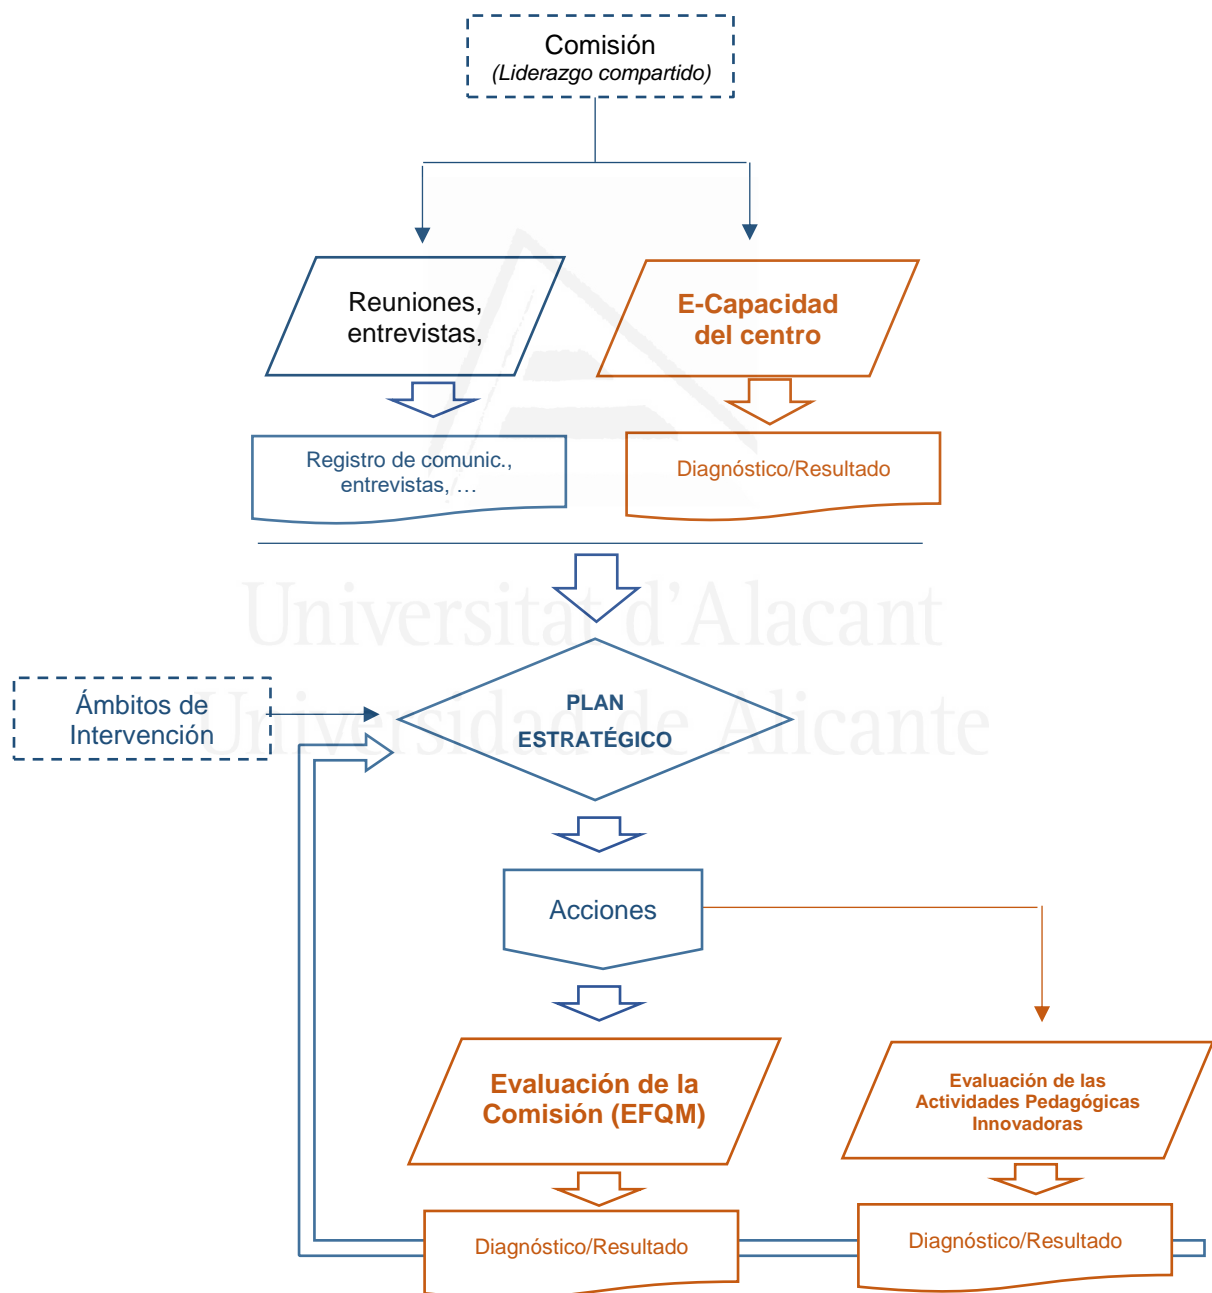 Comisión
(Liderazgo compartido)
Reuniones,
entrevistas,
E-Capacidad
del centro
Registro de comunic.,
entrevistas, …
Diagnóstico/Resultado
Universitat d'Alacant
Universidad de Alicante
Ámbitos de
Intervención
PLAN
ESTRATÉGICO
Acciones
Evaluación de la
Comisión (EFQM)
Evaluación de las
Actividades Pedagógicas
Innovadoras
Diagnóstico/Resultado
Diagnóstico/Resultado